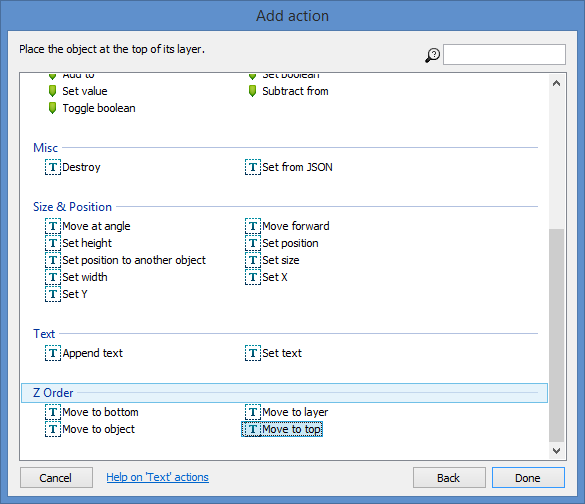 Add action
Place the object at the top of its layer.
Add to Set boolean
Set value Subtract from
Toggle boolean
Misc
T Destroy T Set from JSON
Size & Position
T Move at angle T Move forward
T Set height T Set position
T Set position to another object T Set size
T Set width T Set X
T Set Y
Text
T Append text T Set text
Z Order
T Move to bottom T Move to layer
T Move to object T Move to top
Cancel Help on 'Text' actions Back Done